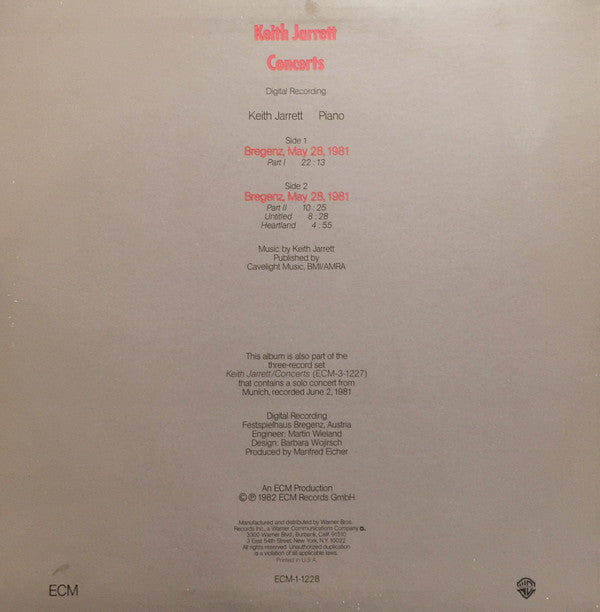 Keith Jarrett
Concerts
Digital Recording
Keith Jarrett Piano
Side 1
Bregenz, May 28, 1981
Part I 22:13
Side 2
Bregenz, May 28, 1981
Part II 10:25
Untitled 8:28
Heartland 4:55
Music by Keith Jarrett
Published by
Cavelight Music, BMI/AMRA
This album is also part of the
three-record set
Keith Jarrett/Concerts (ECM-3-1227)
that contains a solo concert from
Munich, recorded June 2, 1981
Digital Recording
Festspielhaus Bregenz, Austria
Engineer: Martin Wieland
Design: Barbara Wojirsch
Produced by Manfred Eicher
An ECM Production
© ℗ 1982 ECM Records GmbH
Manufactured and distributed by Warner Bros.
Records Inc., a Warner Communications Company
3300 Warner Blvd., Burbank, Calif. 91510
3 East 54th Street, New York, N.Y. 10022
All rights reserved. Unauthorized duplication
is a violation of all applicable laws.
Printed in U.S.A.
ECM-1-1228
ECM